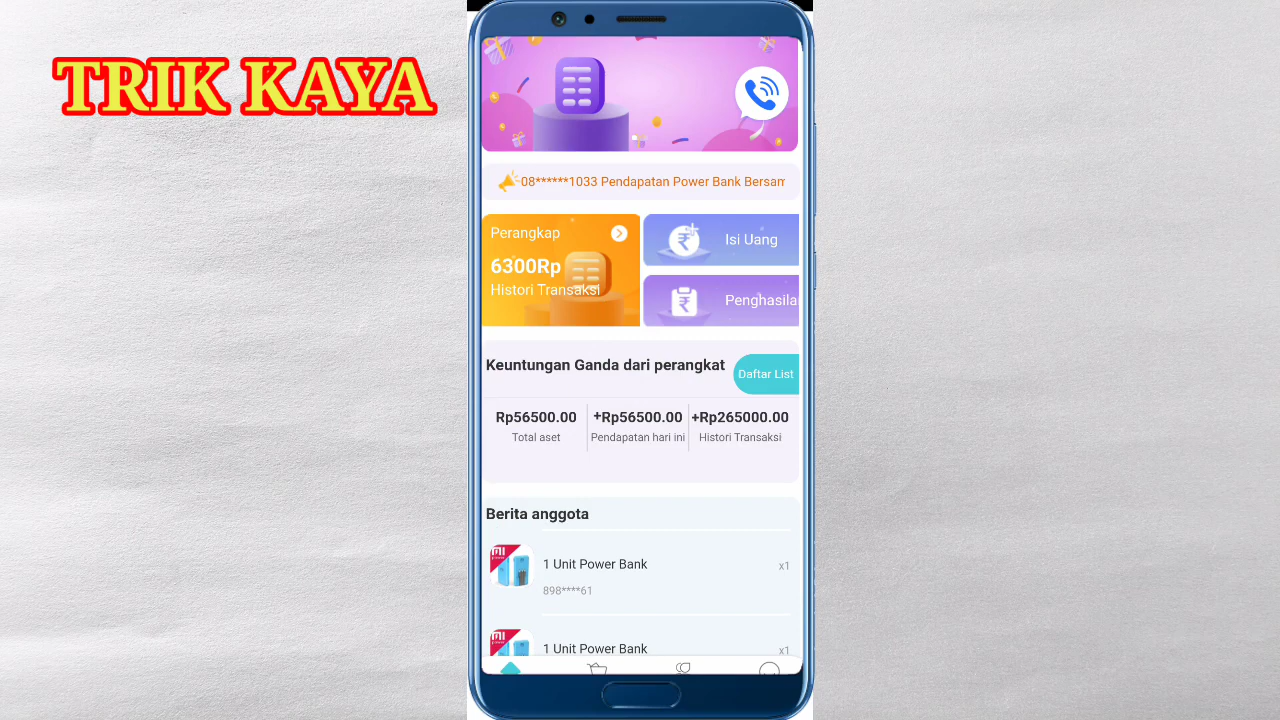 TRIK KAYA
08******1033 Pendapatan Power Bank Bersam
Perangkap
6300Rp
Histori Transaksi
Isi Uang
Penghasila
Keuntungan Ganda dari perangkat
Daftar List
Rp56500.00
Total aset
+Rp56500.00
Pendapatan hari ini
+Rp265000.00
Histori Transaksi
Berita anggota
mi
1 Unit Power Bank
x1
898****61
mi
1 Unit Power Bank
x1